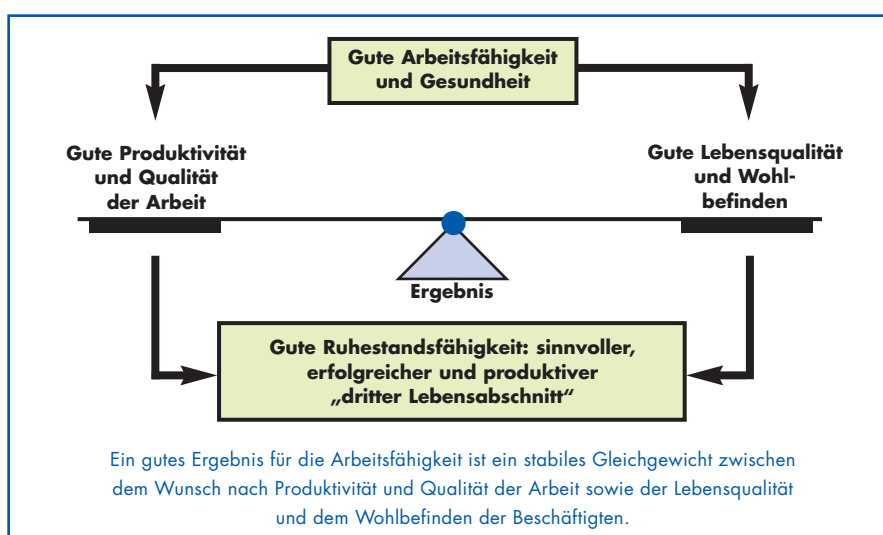 Gute Arbeitsfähigkeit
und Gesundheit
Gute Produktivität
und Qualität
der Arbeit
Gute Lebensqualität
und Wohl-
befinden
Ergebnis
Gute Ruhestandsfähigkeit: sinnvoller,
erfolgreicher und produktiver
„dritter Lebensabschnitt“
Ein gutes Ergebnis für die Arbeitsfähigkeit ist ein stabiles Gleichgewicht zwischen
dem Wunsch nach Produktivität und Qualität der Arbeit sowie der Lebensqualität
und dem Wohlbefinden der Beschäftigten.